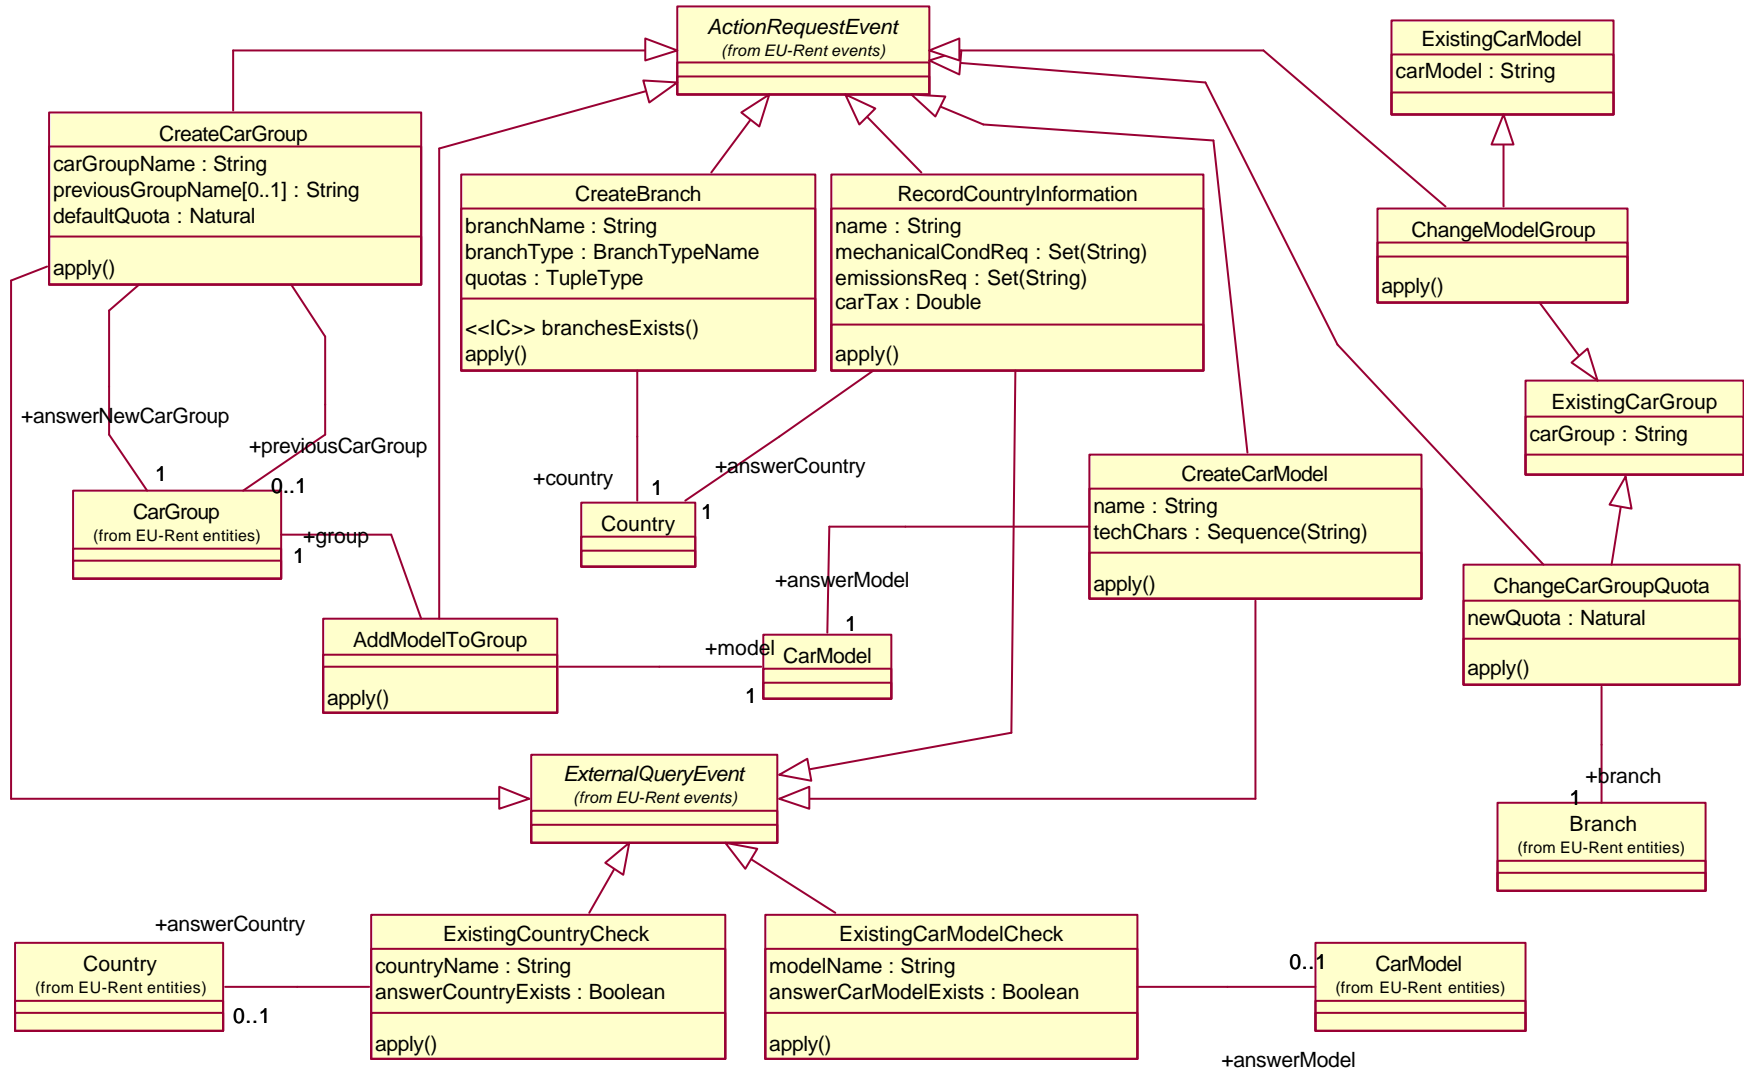 ActionRequestEvent
(from EU-Rent events)
ExistingCarModel
carModel : String
CreateCarGroup
carGroupName : String
previousGroupName[0..1] : String
defaultQuota : Natural
apply()
CreateBranch
branchName : String
branchType : BranchTypeName
quotas : TupleType
<<IC>> branchesExists()
apply()
RecordCountryInformation
name : String
mechanicalCondReq : Set(String)
emissionsReq : Set(String)
carTax : Double
apply()
ChangeModelGroup
apply()
ExistingCarGroup
carGroup : String
+answerNewCarGroup
+previousCarGroup
1
0..1
+country
1
+answerCountry
1
CarGroup
(from EU-Rent entities)
+group
1
Country
CreateCarModel
name : String
techChars : Sequence(String)
apply()
+answerModel
1
ChangeCarGroupQuota
newQuota : Natural
apply()
AddModelToGroup
apply()
+model
1
CarModel
ExternalQueryEvent
(from EU-Rent events)
+branch
1
Branch
(from EU-Rent entities)
+answerCountry
0..1
Country
(from EU-Rent entities)
ExistingCountryCheck
countryName : String
answerCountryExists : Boolean
apply()
ExistingCarModelCheck
modelName : String
answerCarModelExists : Boolean
apply()
0..1
CarModel
(from EU-Rent entities)
+answerModel